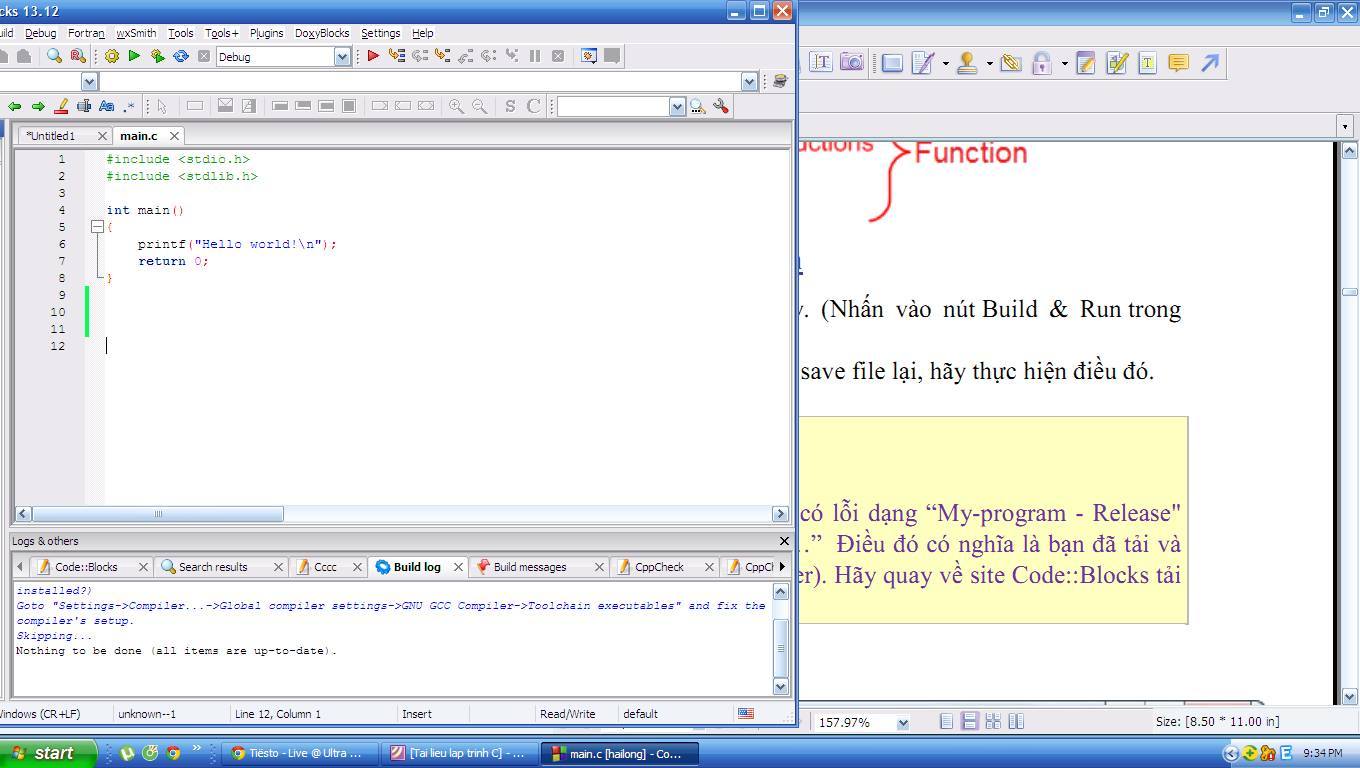 cks 13.12
uild Debug Fortran wxSmith Tools Tools+ Plugins DoxyBlocks Settings Help
Debug
*Untitled1 main.c
1 #include <stdio.h>
2 #include <stdlib.h>
3
4 int main()
5 {
6 printf("Hello world!\n");
7 return 0;
8 }
9
10
11
12
Logs & others
Code::Blocks Search results Cccc Build log Build messages CppCheck CppCh
installed?)
Goto "Settings->Compiler...->Global compiler settings->GNU GCC Compiler->Toolchain executables" and fix the
compiler's setup.
Skipping...
Nothing to be done (all items are up-to-date).
Windows (CR+LF) unknown--1 Line 12, Column 1 Insert Read/Write default
uctions Function
y. (Nhấn vào nút Build & Run trong
save file lại, hãy thực hiện điều đó.
có lỗi dạng “My-program - Release"
…” Điều đó có nghĩa là bạn đã tải và
er). Hãy quay về site Code::Blocks tải
157.97% Size: [8.50 * 11.00 in]
start Tiësto - Live @ Ultra ... [Tai lieu lap trinh C] - ... main.c [hailong] - Co... 9:34 PM